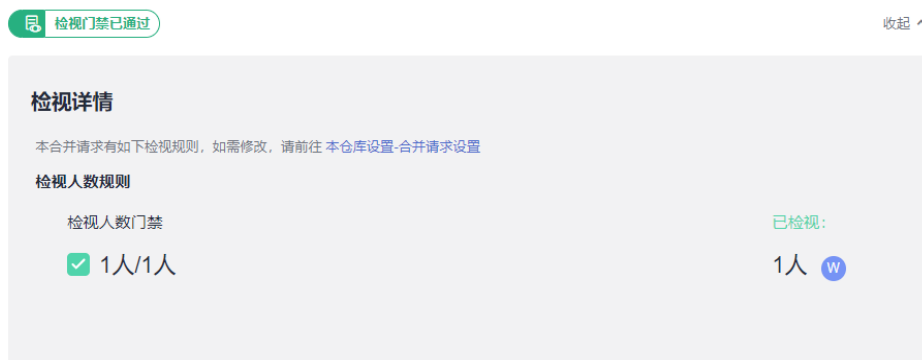 检视门禁已通过
收起
检视详情
本合并请求有如下检视规则，如需修改，请前往 本仓库设置-合并请求设置
检视人数规则
检视人数门禁
已检视:
1人/1人
1人 W